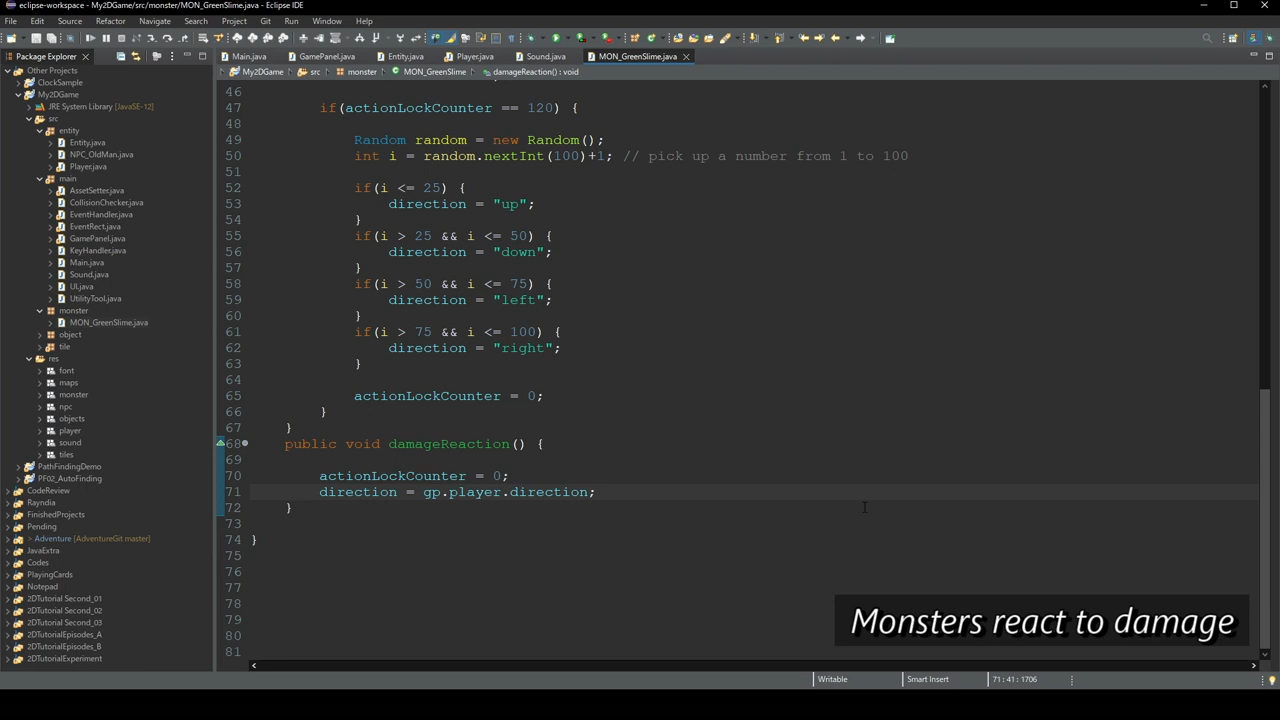 eclipse-workspace - My2DGame/src/monster/MON_GreenSlime.java - Eclipse IDE
File Edit Source Refactor Navigate Search Project Git Run Window Help
Package Explorer
Main.java GamePanel.java Entity.java Player.java Sound.java MON_GreenSlime.java
My2DGame src monster MON_GreenSlime damageReaction() : void
Other Projects
ClockSample
My2DGame
JRE System Library [JavaSE-12]
src
entity
Entity.java
NPC_OldMan.java
Player.java
main
AssetSetter.java
CollisionChecker.java
EventHandler.java
EventRect.java
GamePanel.java
KeyHandler.java
Main.java
Sound.java
UI.java
UtilityTool.java
monster
MON_GreenSlime.java
object
tile
res
font
maps
monster
npc
objects
player
sound
tiles
PathFindingDemo
PF02_AutoFinding
CodeReview
Rayndia
FinishedProjects
Pending
> Adventure [AdventureGit master]
JavaExtra
Codes
PlayingCards
Notepad
2DTutorial Second_01
2DTutorial Second_02
2DTutorial Second_03
2DTutorialEpisodes_A
2DTutorialEpisodes_B
2DTutorialExperiment
46
47 if(actionLockCounter == 120) {
48
49 Random random = new Random();
50 int i = random.nextInt(100)+1; // pick up a number from 1 to 100
51
52 if(i <= 25) {
53 direction = "up";
54 }
55 if(i > 25 && i <= 50) {
56 direction = "down";
57 }
58 if(i > 50 && i <= 75) {
59 direction = "left";
60 }
61 if(i > 75 && i <= 100) {
62 direction = "right";
63 }
64
65 actionLockCounter = 0;
66 }
67 }
68 public void damageReaction() {
69
70 actionLockCounter = 0;
71 direction = gp.player.direction;
72 }
73
74 }
75
76
77
78
79
80
81
Monsters react to damage
Writable Smart Insert 71 : 41 : 1706